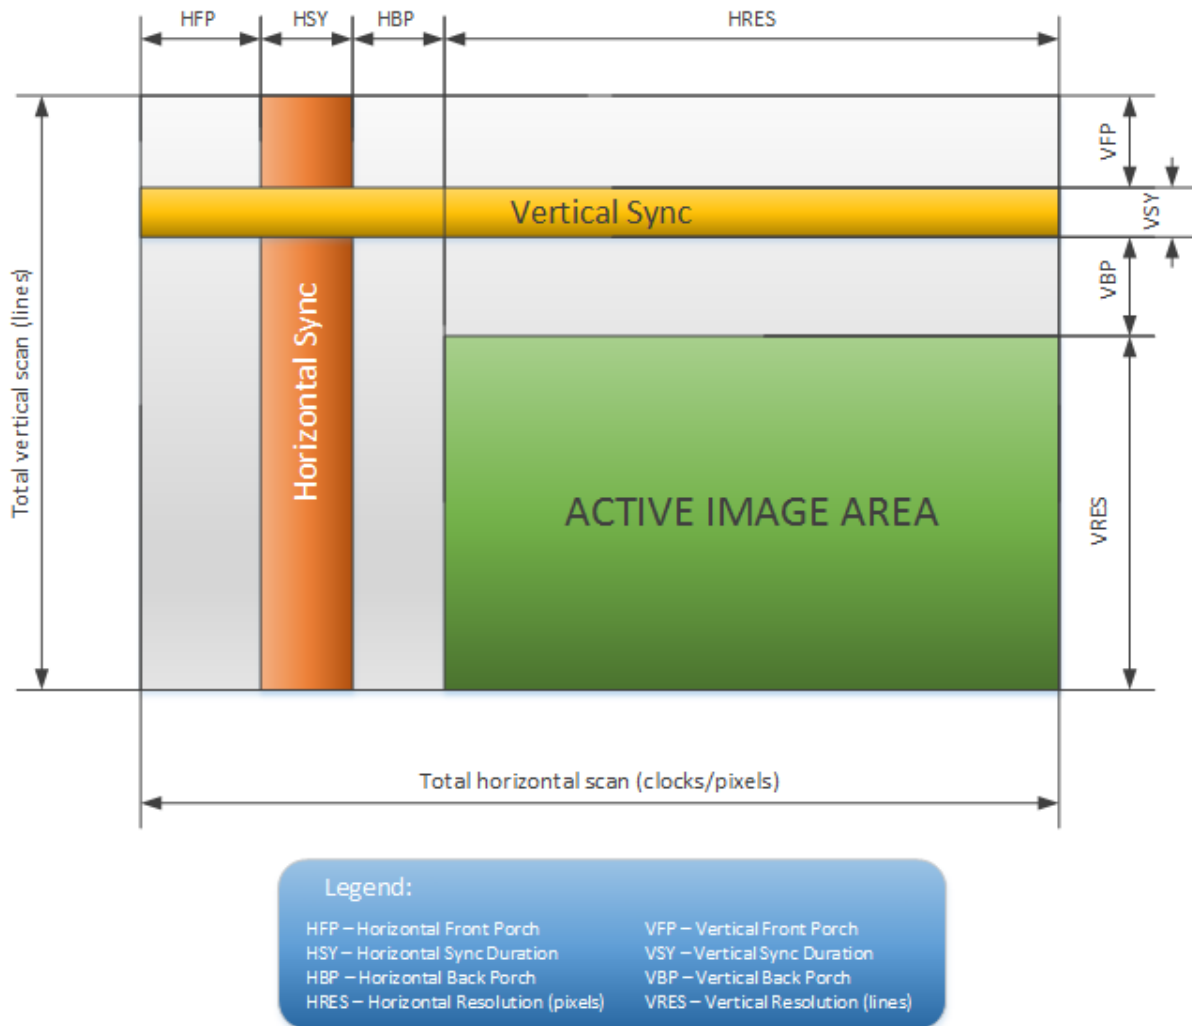 HFP HSY HBP HRES
VFP
VSY
Vertical Sync
VBP
Total vertical scan (lines)
Horizontal Sync
ACTIVE IMAGE AREA
VRES
Total horizontal scan (clocks/pixels)
Legend:
HFP – Horizontal Front Porch
HSY – Horizontal Sync Duration
HBP – Horizontal Back Porch
HRES – Horizontal Resolution (pixels)
VFP – Vertical Front Porch
VSY – Vertical Sync Duration
VBP – Vertical Back Porch
VRES – Vertical Resolution (lines)